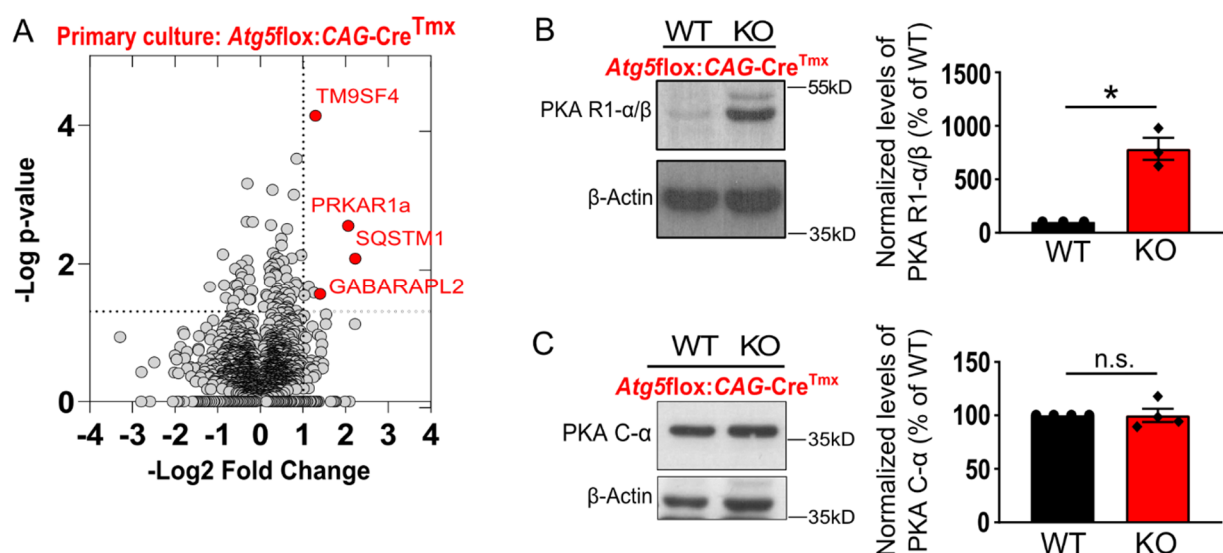 A
Primary culture: Atg5flox:CAG-CreTmx
-Log p-value
4
2
0
TM9SF4
PRKAR1a
SQSTM1
GABARAPL2
-4 -3 -2 -1 0 1 2 3 4
-Log2 Fold Change
B
WT KO
Atg5flox:CAG-CreTmx
PKA R1-α/β
55kD
β-Actin
35kD
Normalized levels of
PKA R1-α/β (% of WT)
1500
1000
500
0
*
WT KO
C
WT KO
Atg5flox:CAG-CreTmx
PKA C-α
35kD
β-Actin
35kD
Normalized levels of
PKA C-α (% of WT)
150
100
50
0
n.s.
WT KO